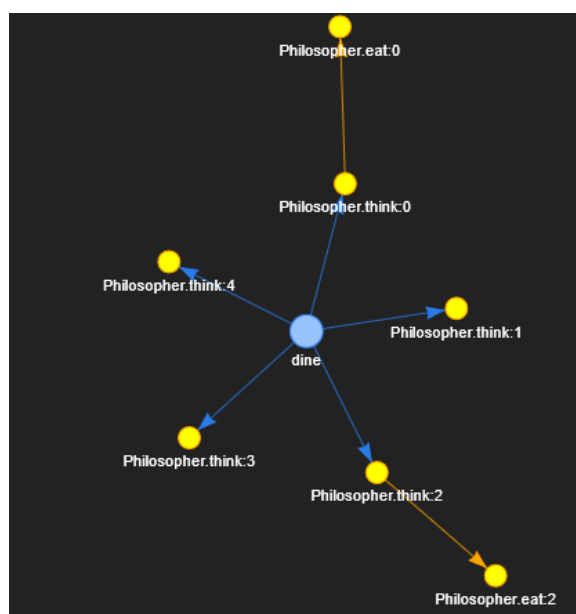 Philosopher.eat:0
Philosopher.think:0
Philosopher.think:4
Philosopher.think:1
dine
Philosopher.think:3
Philosopher.think:2
Philosopher.eat:2